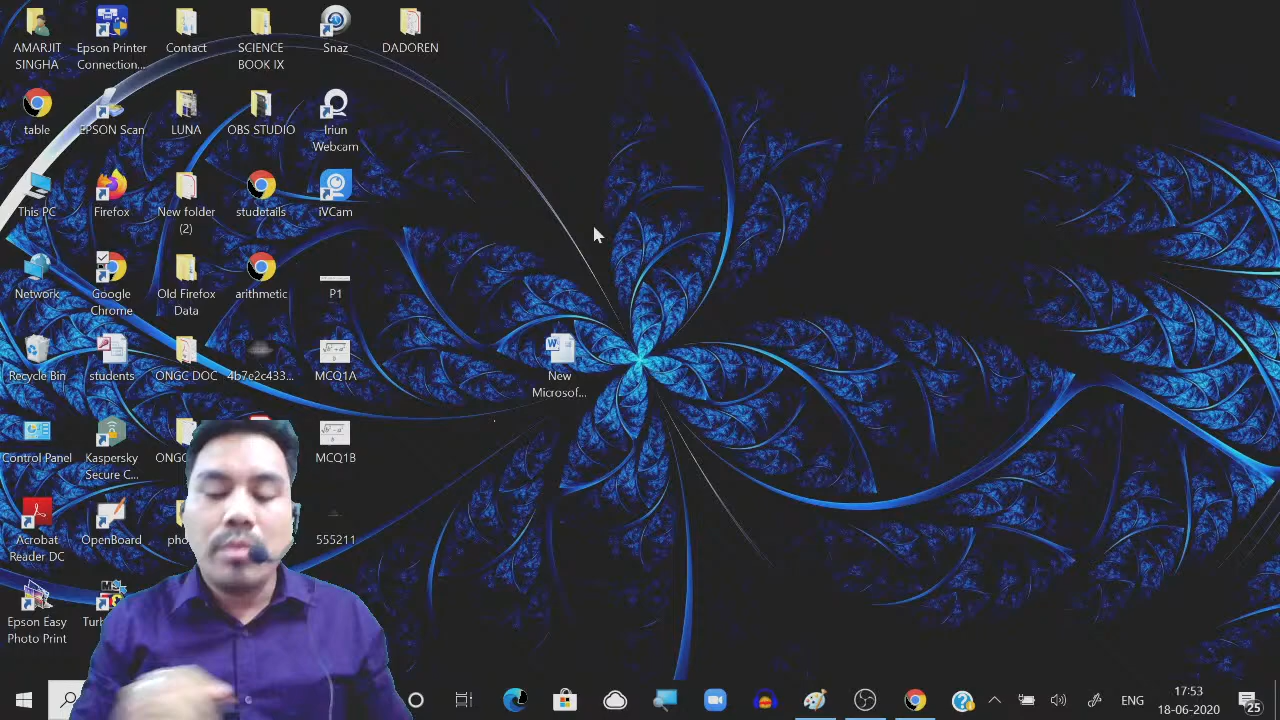 AMARJIT
SINGHA
Epson Printer
Connection...
Contact
SCIENCE
BOOK IX
Snaz
DADOREN
table
EPSON Scan
LUNA
OBS STUDIO
Iriun
Webcam
This PC
Firefox
New folder
(2)
studetails
iVCam
Network
Google
Chrome
Old Firefox
Data
arithmetic
P1
Recycle Bin
students
ONGC DOC
4b7e2c433...
MCQ1A
New
Microsof...
Control Panel
Kaspersky
Secure C...
MCQ1B
Acrobat
Reader DC
OpenBoard
555211
Epson Easy
Photo Print
ENG
17:53
18-06-2020
25